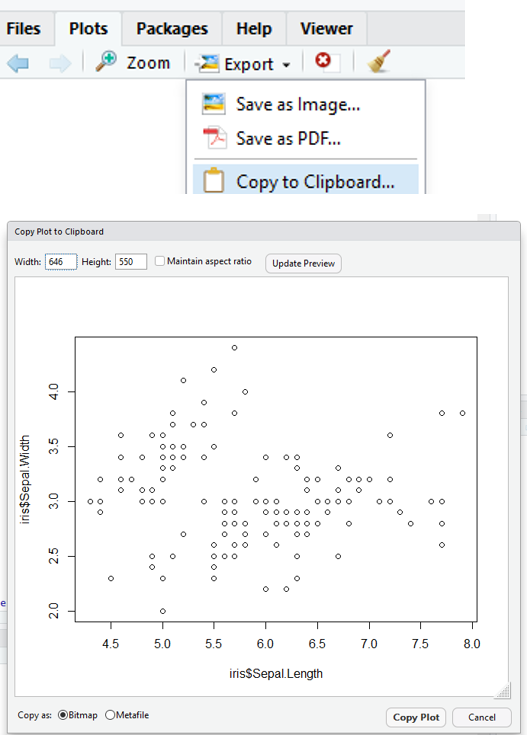 Files Plots Packages Help Viewer
Zoom Export
Save as Image...
Save as PDF...
Copy to Clipboard...
Copy Plot to Clipboard
Width: 646 Height: 550 Maintain aspect ratio Update Preview
4.0
3.5
3.0
2.5
2.0
iris$Sepal.Width
4.5 5.0 5.5 6.0 6.5 7.0 7.5 8.0
iris$Sepal.Length
e
Copy as: Bitmap Metafile Copy Plot Cancel